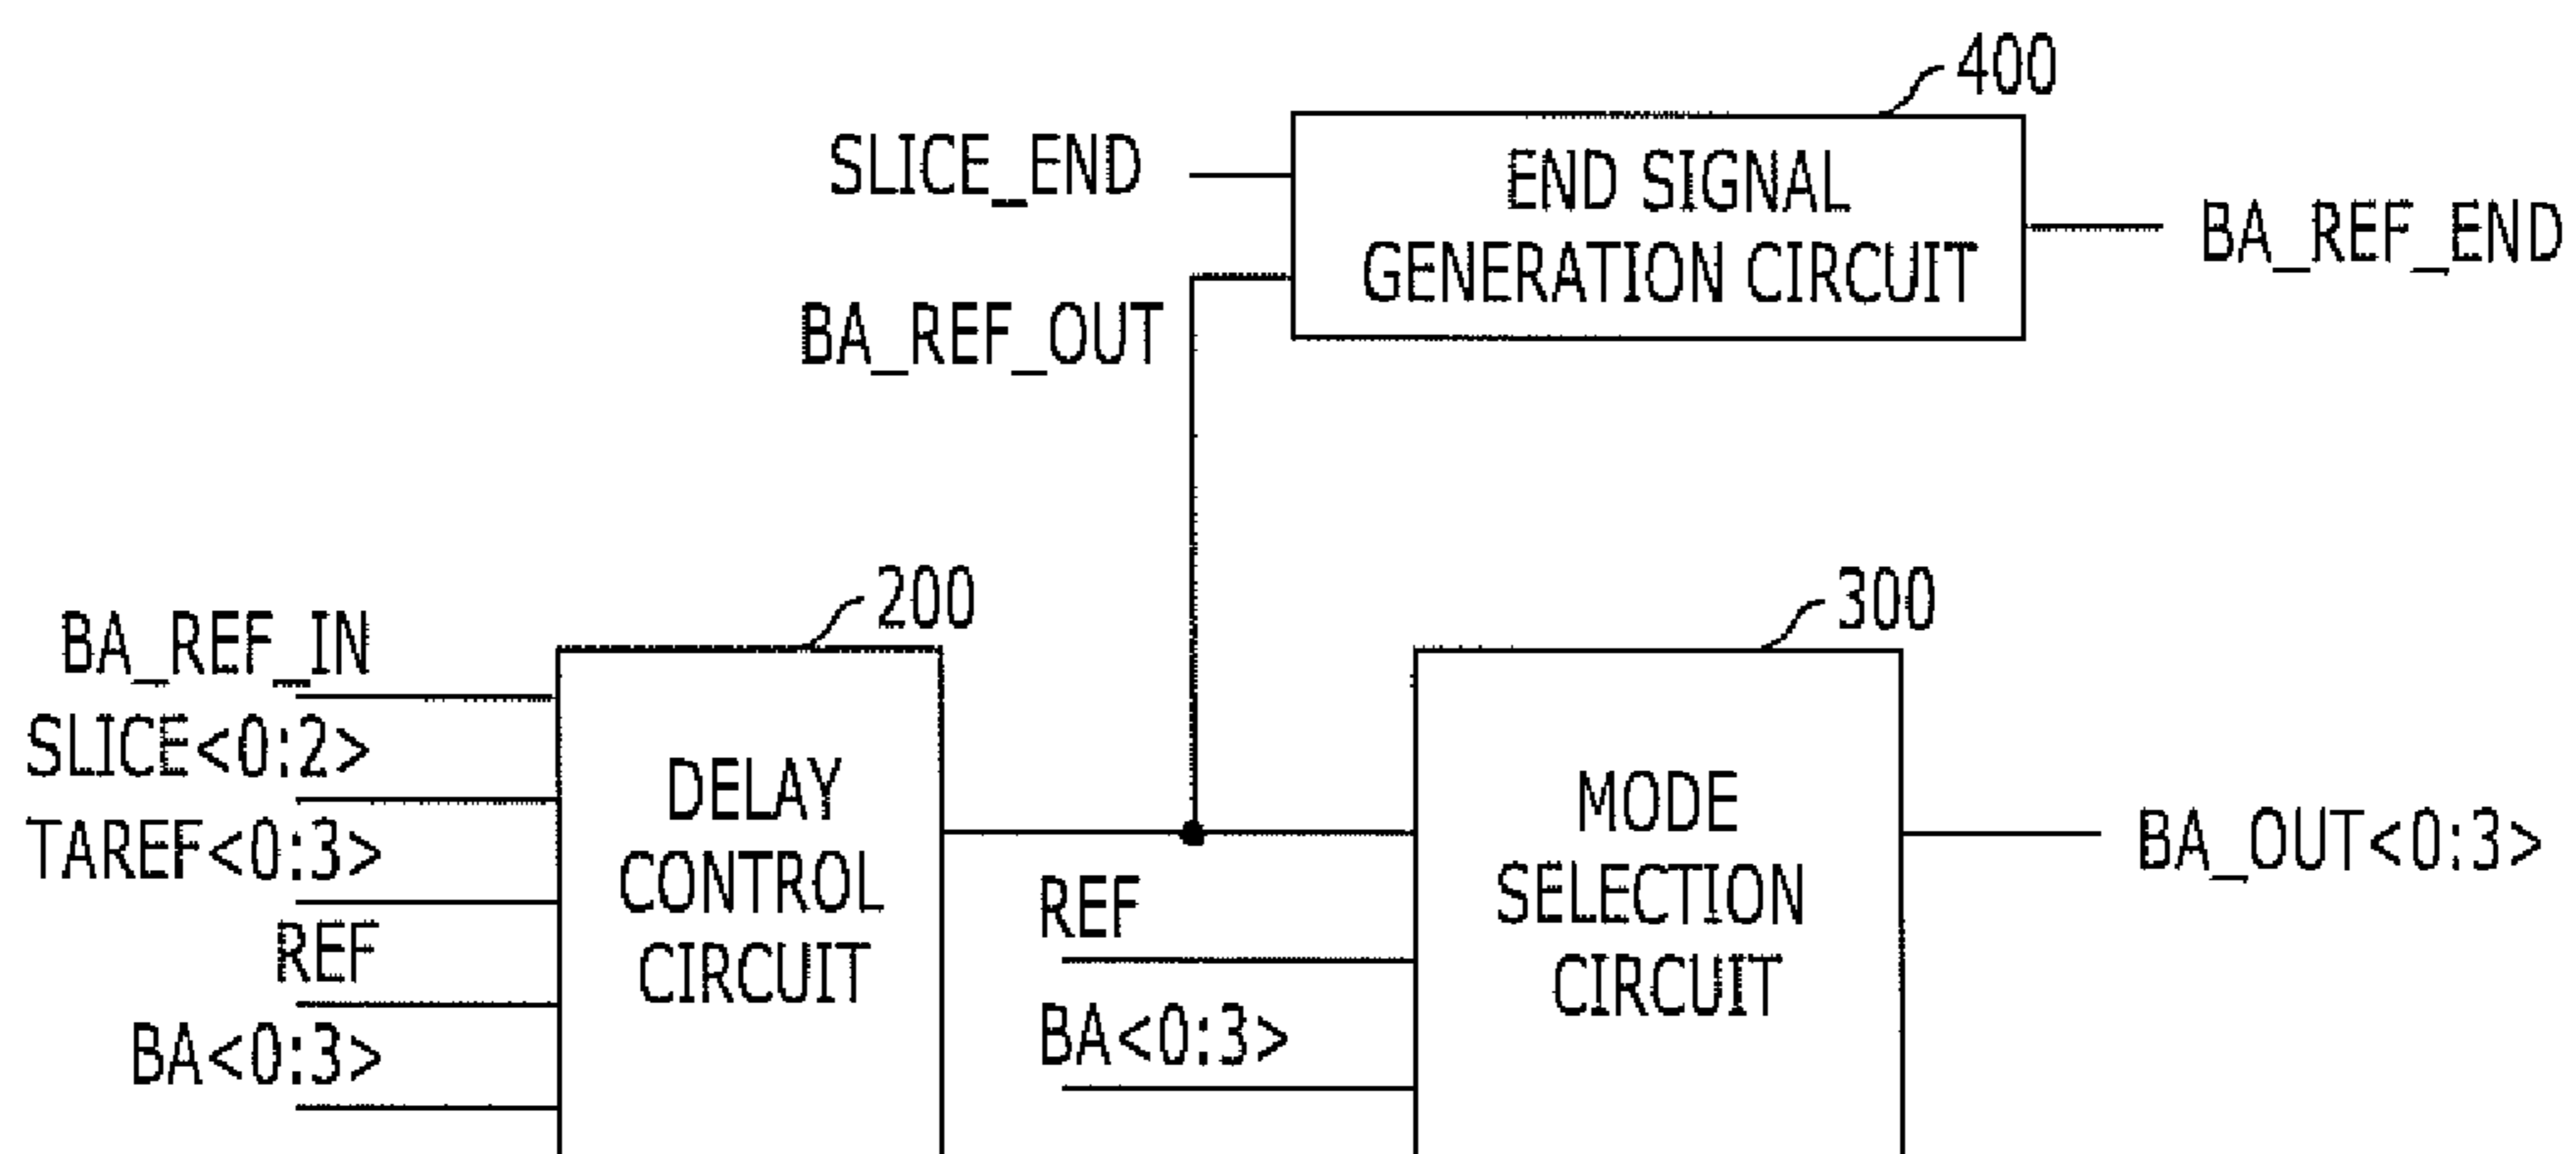 400
SLICE_END
END SIGNAL
GENERATION CIRCUIT
BA_REF_END
BA_REF_OUT
200
300
BA_REF_IN
SLICE<0:2>
TAREF<0:3>
REF
BA<0:3>
DELAY
CONTROL
CIRCUIT
REF
BA<0:3>
MODE
SELECTION
CIRCUIT
BA_OUT<0:3>